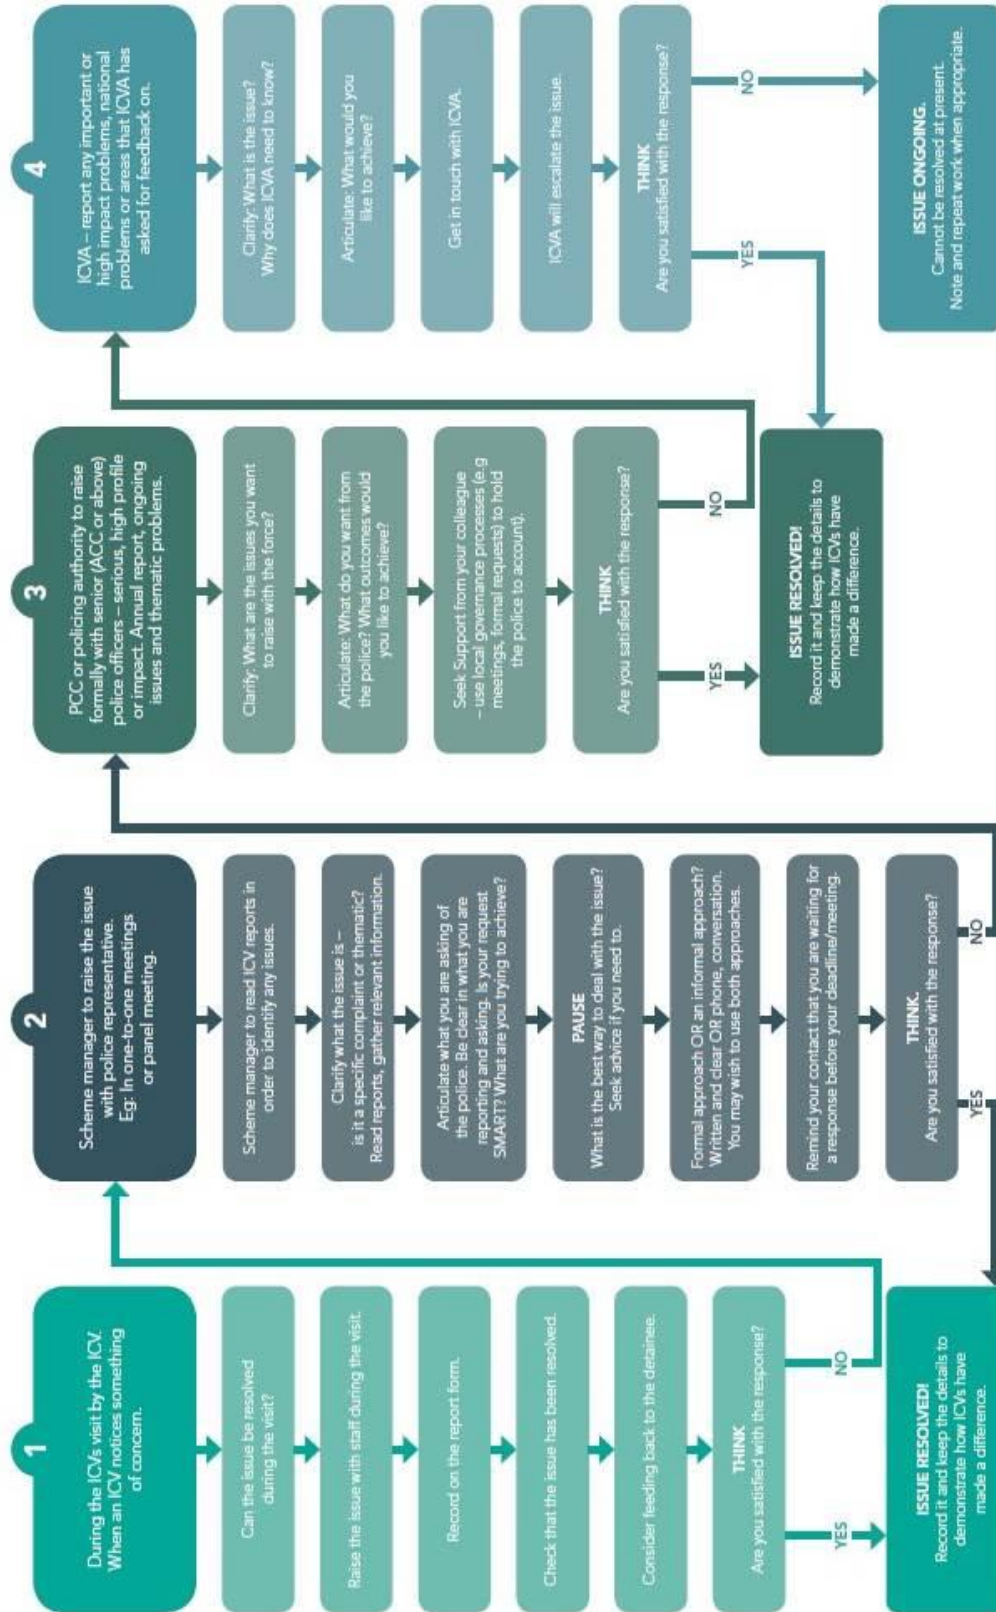 1
During the ICVs visit by the ICV.
When an ICV notices something
of concern.
Can the issue be resolved
during the visit?
Raise the issue with staff during the visit.
Record on the report form.
Check that the issue has been resolved.
Consider feeding back to the detainee.
THINK
Are you satisfied with the response?
YES
NO
ISSUE RESOLVED!
Record it and keep the details to
demonstrate how ICVs have
made a difference.
2
Scheme manager to raise the issue
with police representative.
Eg: In one-to-one meetings
or panel meeting.
Scheme manager to read ICV reports in
order to identify any issues.
Clarify what the issue is –
is it a specific complaint or thematic?
Read reports, gather relevant information.
Articulate what you are asking of
the police. Be clear in what you are
reporting and asking. Is your request
SMART? What are you trying to achieve?
PAUSE
What is the best way to deal with the issue?
Seek advice if you need to.
Formal approach OR an informal approach?
Written and clear OR phone, conversation.
You may wish to use both approaches.
Remind your contact that you are waiting for
a response before your deadline/meeting.
THINK.
Are you satisfied with the response?
YES
NO
3
PCC or policing authority to raise
formally with senior (ACC or above)
police officers – serious, high profile
or impact. Annual report, ongoing
issues and thematic problems.
Clarify: What are the issues you want
to raise with the force?
Articulate: What do you want from
the police? What outcomes would
you like to achieve?
Seek Support from your colleague
– use local governance processes (e.g
meetings, formal requests) to hold
the police to account).
THINK
Are you satisfied with the response?
YES
NO
ISSUE RESOLVED!
Record it and keep the details to
demonstrate how ICVs have
made a difference.
4
ICVA – report any important or
high impact problems, national
problems or areas that ICVA has
asked for feedback on.
Clarify: What is the issue?
Why does ICVA need to know?
Articulate: What would you
like to achieve?
Get in touch with ICVA.
ICVA will escalate the issue.
THINK
Are you satisfied with the response?
YES
NO
ISSUE ONGOING.
Cannot be resolved at present.
Note and repeat work when appropriate.